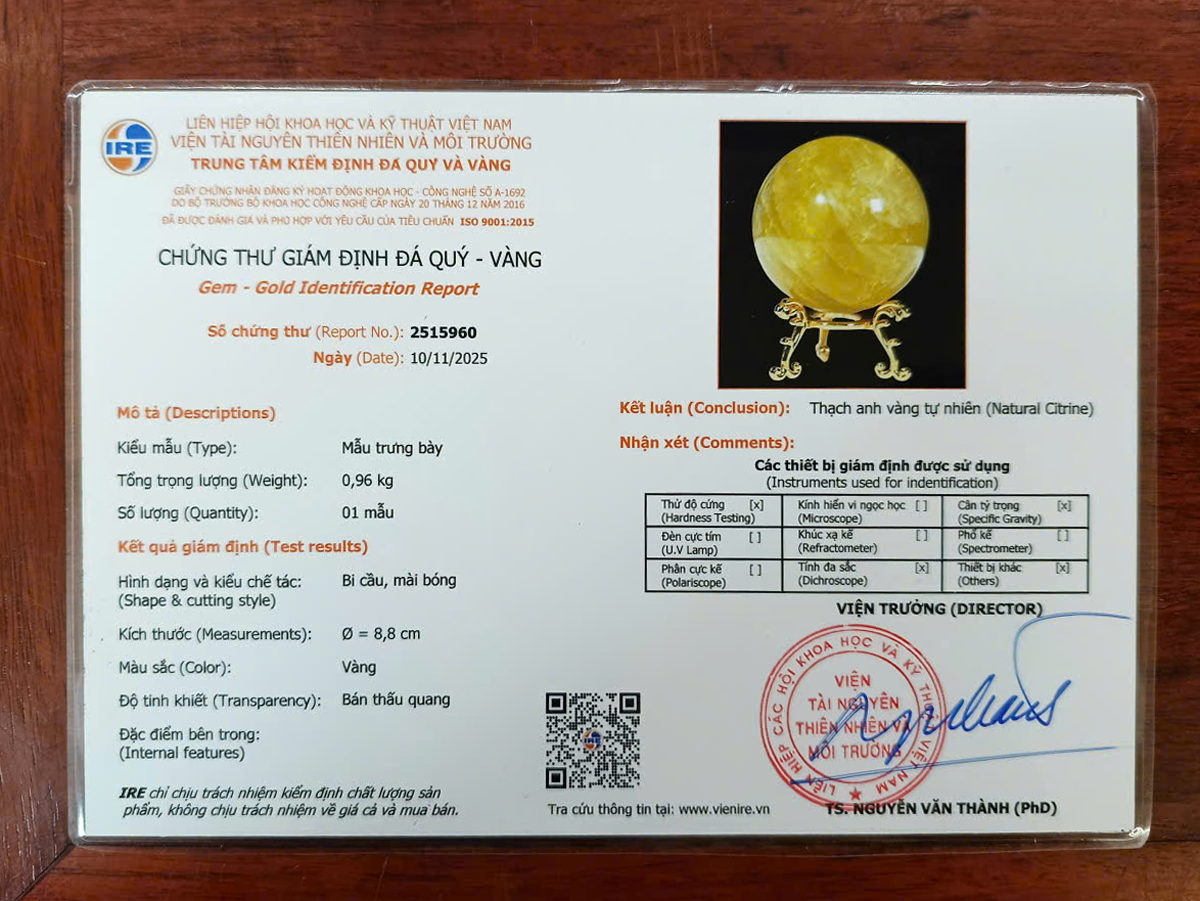 IRE
LIÊN HIỆP HỘI KHOA HỌC VÀ KỸ THUẬT VIỆT NAM
VIỆN TÀI NGUYÊN THIÊN NHIÊN VÀ MÔI TRƯỜNG
TRUNG TÂM KIỂM ĐỊNH ĐÁ QUÝ VÀ VÀNG
GIẤY CHỨNG NHẬN ĐĂNG KÝ HOẠT ĐỘNG KHOA HỌC - CÔNG NGHỆ SỐ A-1692
DO BỘ TRƯỞNG BỘ KHOA HỌC CÔNG NGHỆ CẤP NGÀY 20 THÁNG 12 NĂM 2016
ĐÃ ĐƯỢC ĐÁNH GIÁ VÀ PHÙ HỢP VỚI YÊU CẦU CỦA TIÊU CHUẨN ISO 9001:2015
CHỨNG THƯ GIÁM ĐỊNH ĐÁ QUÝ - VÀNG
Gem - Gold Identification Report
Số chứng thư (Report No.): 2515960
Ngày (Date): 10/11/2025
Mô tả (Descriptions)
Kiểu mẫu (Type): Mẫu trưng bày
Tổng trọng lượng (Weight): 0,96 kg
Số lượng (Quantity): 01 mẫu
Kết quả giám định (Test results)
Hình dạng và kiểu chế tác: Bi cầu, mài bóng
(Shape & cutting style)
Kích thước (Measurements): Ø = 8,8 cm
Màu sắc (Color): Vàng
Độ tinh khiết (Transparency): Bán thấu quang
Đặc điểm bên trong:
(Internal features)
IRE chỉ chịu trách nhiệm kiểm định chất lượng sản
phẩm, không chịu trách nhiệm về giá cả và mua bán.
IRE
Tra cứu thông tin tại: www.vienire.vn
Kết luận (Conclusion): Thạch anh vàng tự nhiên (Natural Citrine)
Nhận xét (Comments):
Các thiết bị giám định được sử dụng
(Instruments used for indentification)
Thử độ cứng [x] Kính hiển vi ngọc học [ ] Cân tỷ trọng [x]
(Hardness Testing) (Microscope) (Specific Gravity)
Đèn cực tím [ ] Khúc xạ kế [ ] Phổ kế [ ]
(U.V Lamp) (Refractometer) (Spectrometer)
Phân cực kế [ ] Tính đa sắc [x] Thiết bị khác [x]
(Polariscope) (Dichroscope) (Others)
VIỆN TRƯỞNG (DIRECTOR)
LIÊN HIỆP CÁC HỘI KHOA HỌC VÀ KỸ THUẬT VIỆT NAM
VIỆN
TÀI NGUYÊN
THIÊN NHIÊN VÀ
MÔI TRƯỜNG
TS. NGUYỄN VĂN THÀNH (PhD)